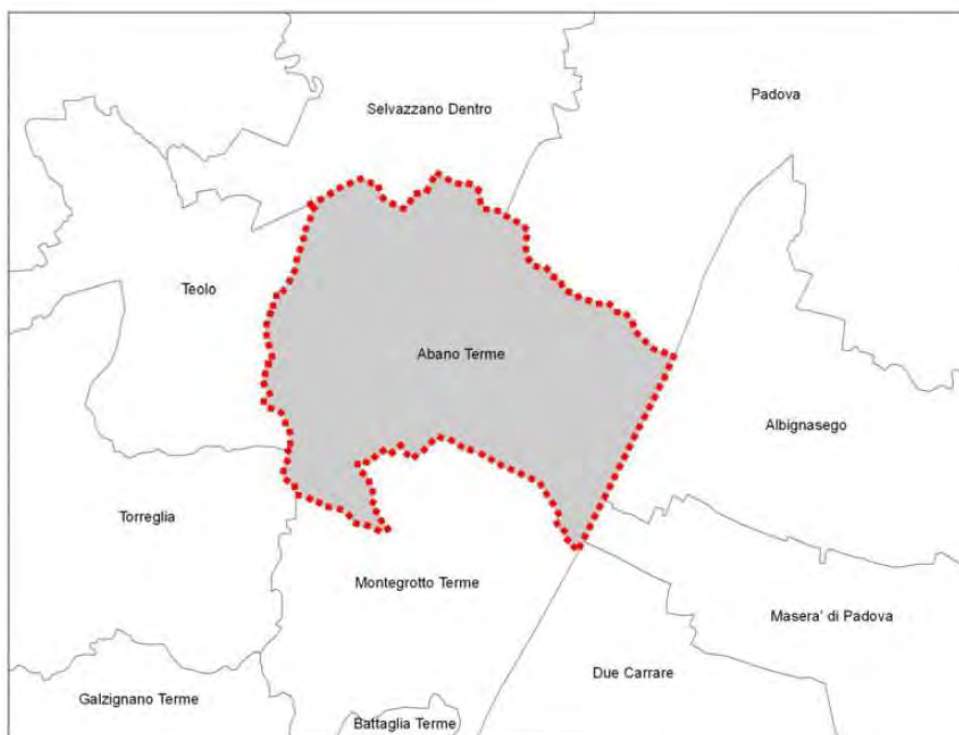 Padova
Selvazzano Dentro
Teolo
Abano Terme
Albignasego
Torreglia
Montegrotto Terme
Masera' di Padova
Due Carrare
Galzignano Terme
Battaglia Terme